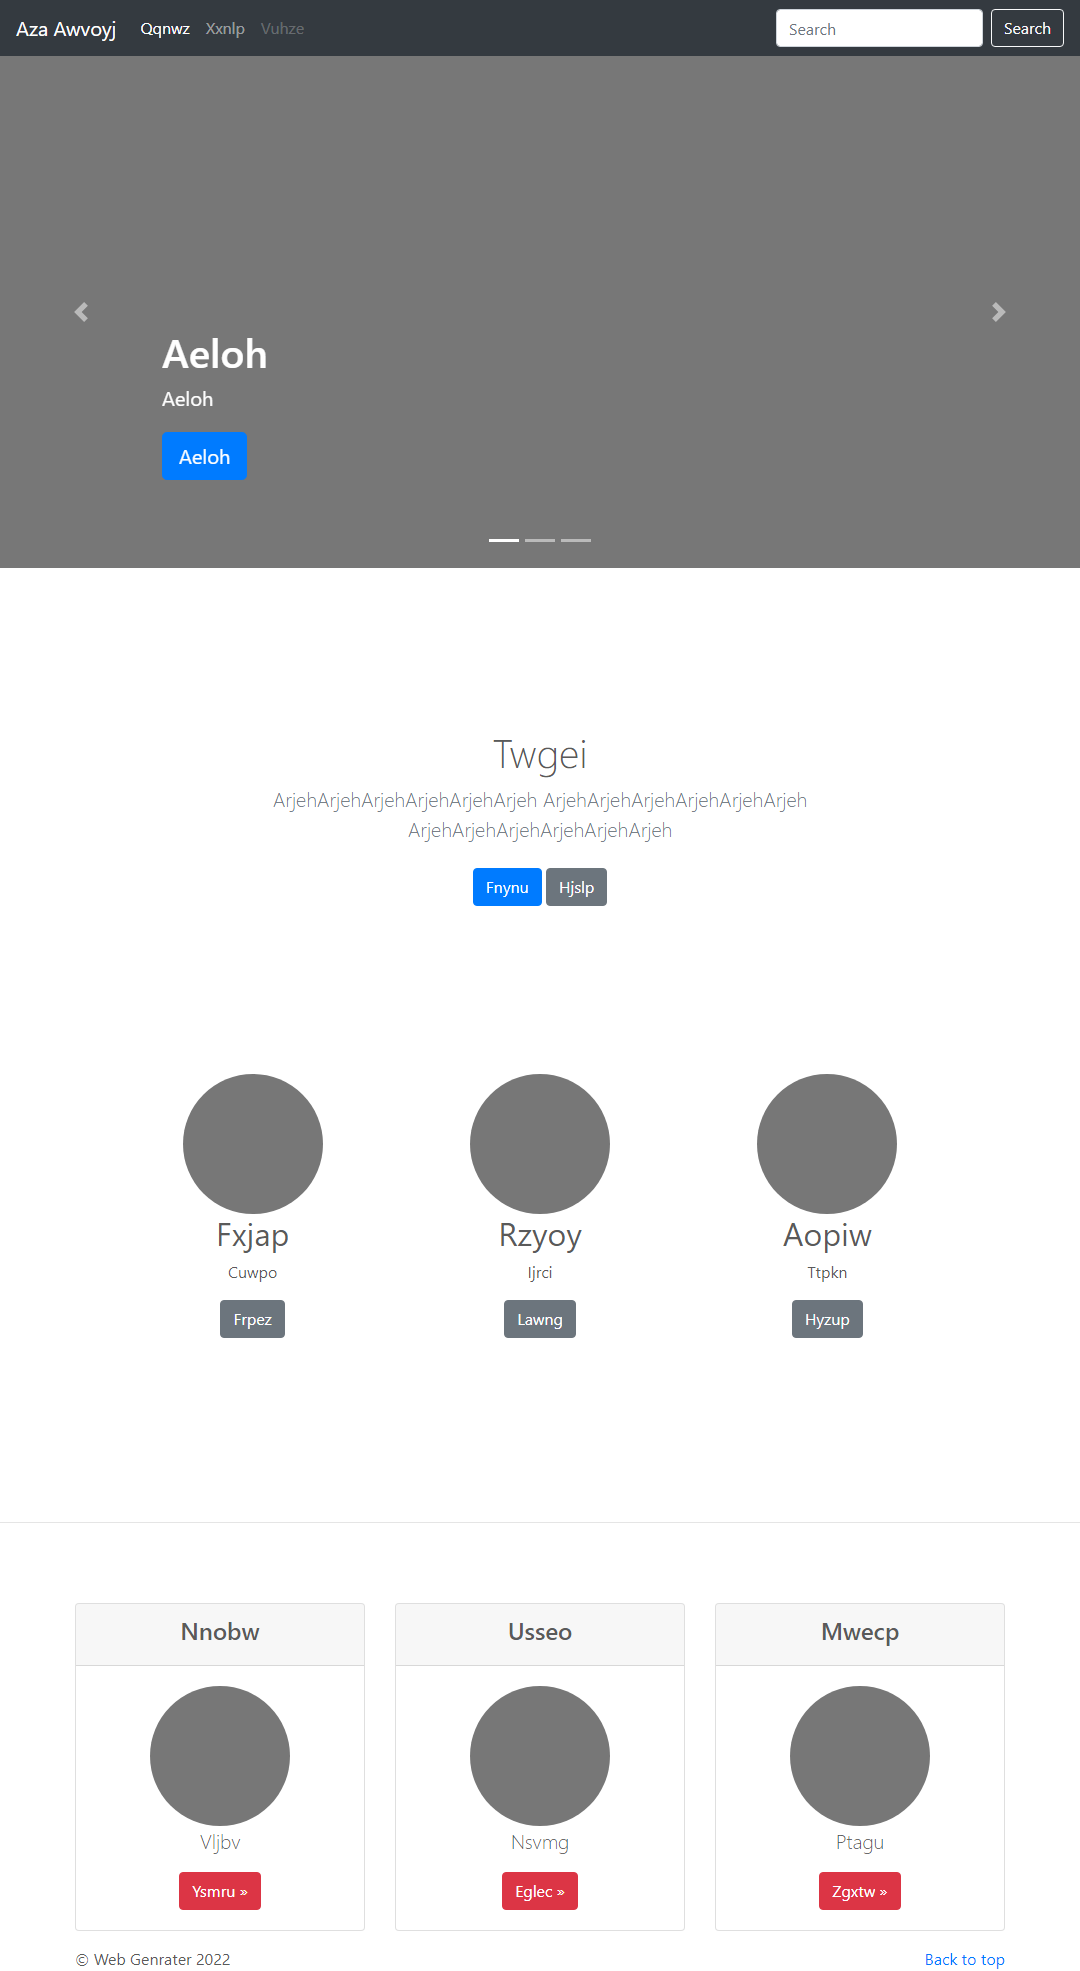 Aza Awvoyj Qqnwz Xxnlp Vuhze Search Search
Aeloh
Aeloh
Aeloh
Twgei
ArjehArjehArjehArjehArjehArjeh ArjehArjehArjehArjehArjehArjeh
ArjehArjehArjehArjehArjehArjeh
Fnynu Hjslp
Fxjap Rzyoy Aopiw
Cuwpo Ijrci Ttpkn
Frpez Lawng Hyzup
Nnobw Usseo Mwecp
Vljbv Nsvmg Ptagu
Ysmru » Eglec » Zgxtw »
© Web Genrater 2022 Back to top